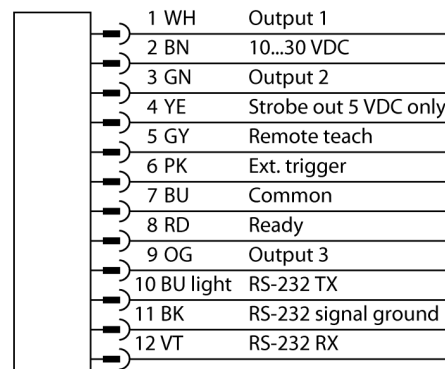 1 WH Output 1
2 BN 10...30 VDC
3 GN Output 2
4 YE Strobe out 5 VDC only
5 GY Remote teach
6 PK Ext. trigger
7 BU Common
8 RD Ready
9 OG Output 3
10 BU light RS-232 TX
11 BK RS-232 signal ground
12 VT RS-232 RX